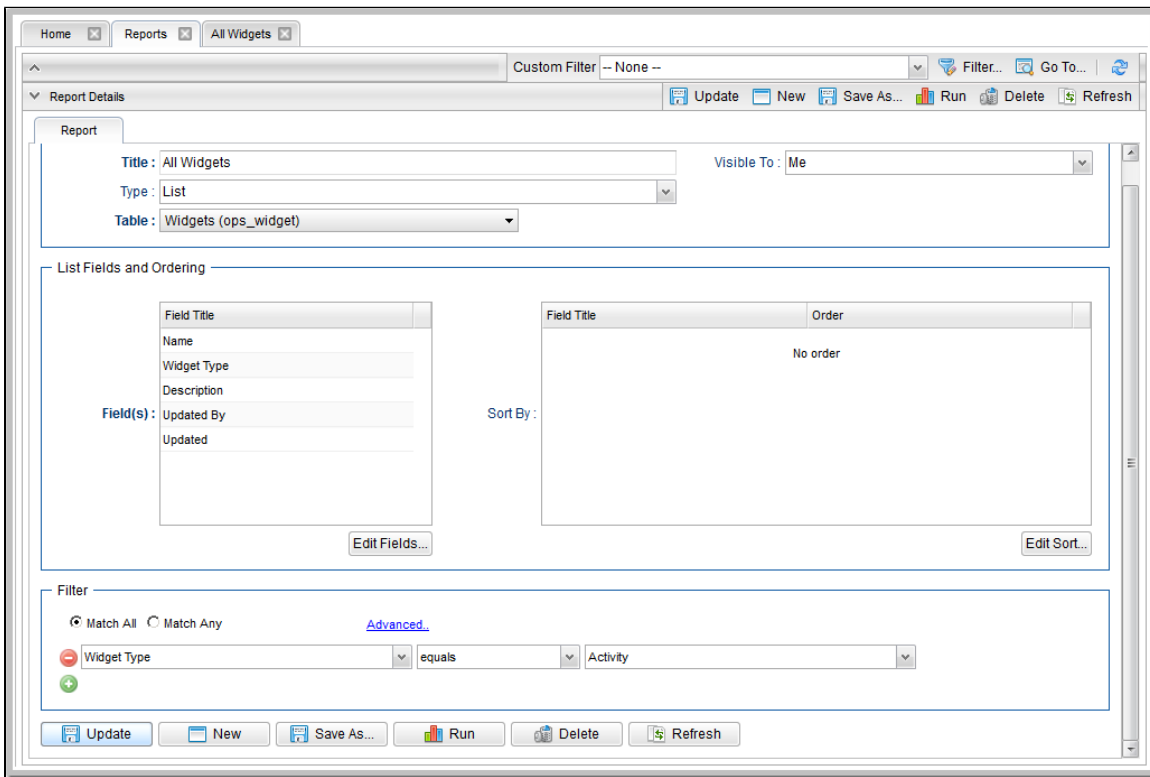 Home Reports All Widgets
Custom Filter -- None -- Filter... Go To...
Report Details Update New Save As... Run Delete Refresh
Report
Title : All Widgets Visible To : Me
Type : List
Table : Widgets (ops_widget)
List Fields and Ordering
Field Title Field Title Order
Name No order
Widget Type
Description
Field(s) : Updated By Sort By :
Updated
Edit Fields... Edit Sort...
Filter
Match All Match Any Advanced..
Widget Type equals Activity
Update New Save As... Run Delete Refresh